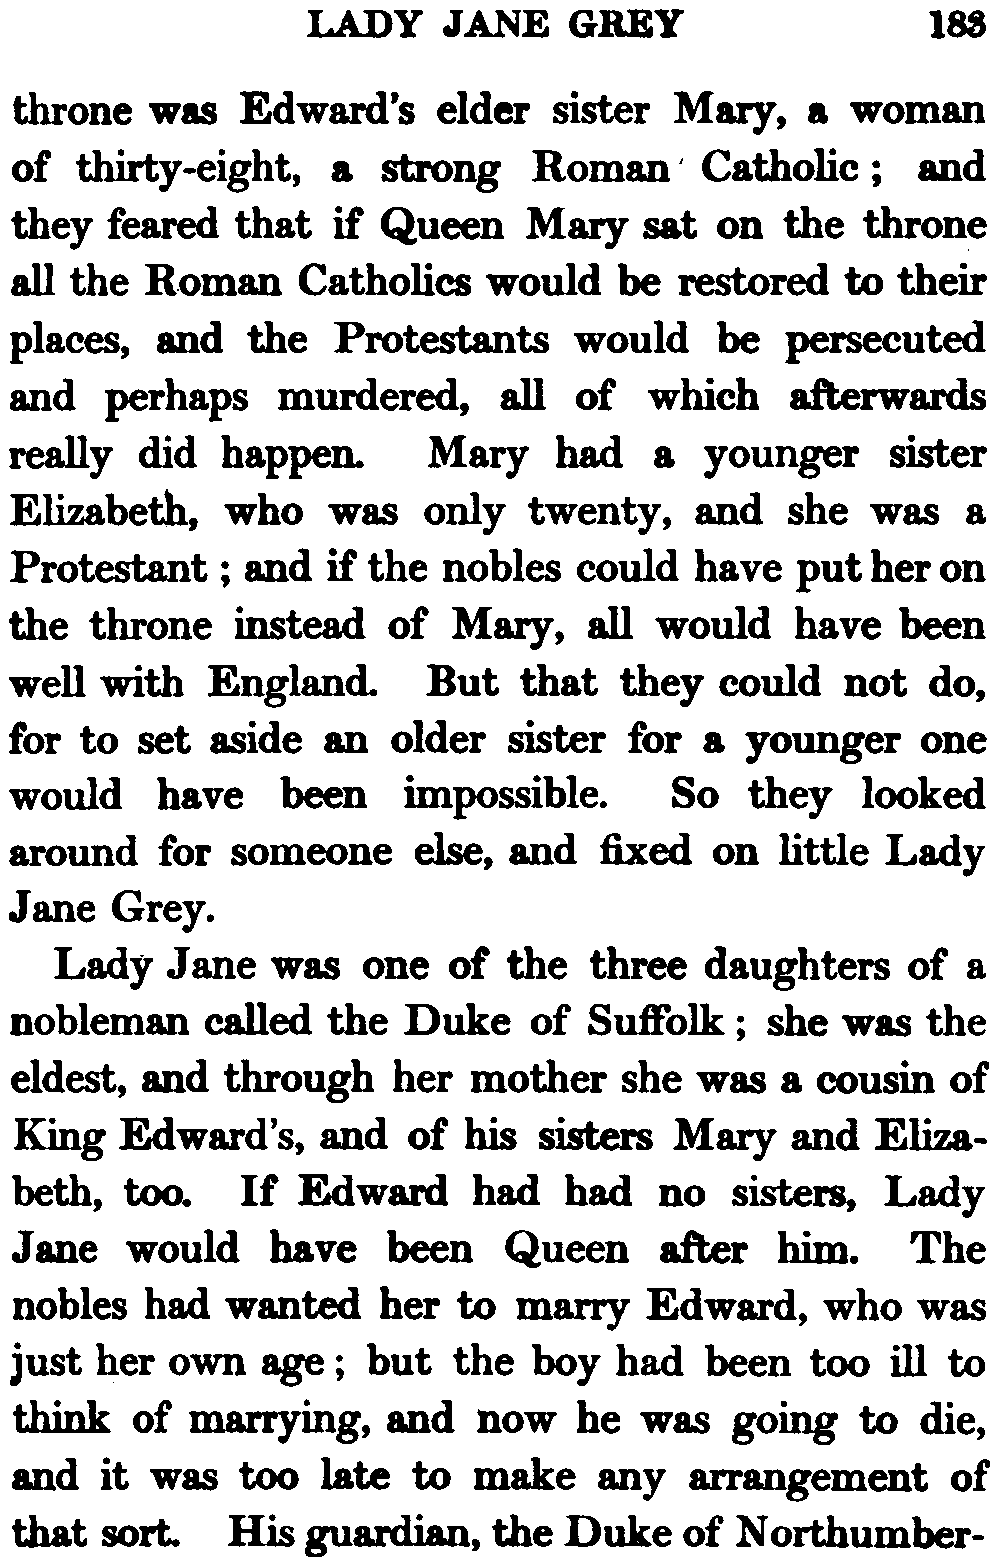 LADY JANE GREY 183
throne was Edward's elder sister Mary, a woman
of thirty-eight, a strong Roman Catholic; and
they feared that if Queen Mary sat on the throne
all the Roman Catholics would be restored to their
places, and the Protestants would be persecuted
and perhaps murdered, all of which afterwards
really did happen. Mary had a younger sister
Elizabeth, who was only twenty, and she was a
Protestant; and if the nobles could have put her on
the throne instead of Mary, all would have been
well with England. But that they could not do,
for to set aside an older sister for a younger one
would have been impossible. So they looked
around for someone else, and fixed on little Lady
Jane Grey.
Lady Jane was one of the three daughters of a
nobleman called the Duke of Suffolk; she was the
eldest, and through her mother she was a cousin of
King Edward's, and of his sisters Mary and Eliza-
beth, too. If Edward had had no sisters, Lady
Jane would have been Queen after him. The
nobles had wanted her to marry Edward, who was
just her own age; but the boy had been too ill to
think of marrying, and now he was going to die,
and it was too late to make any arrangement of
that sort. His guardian, the Duke of Northumber-